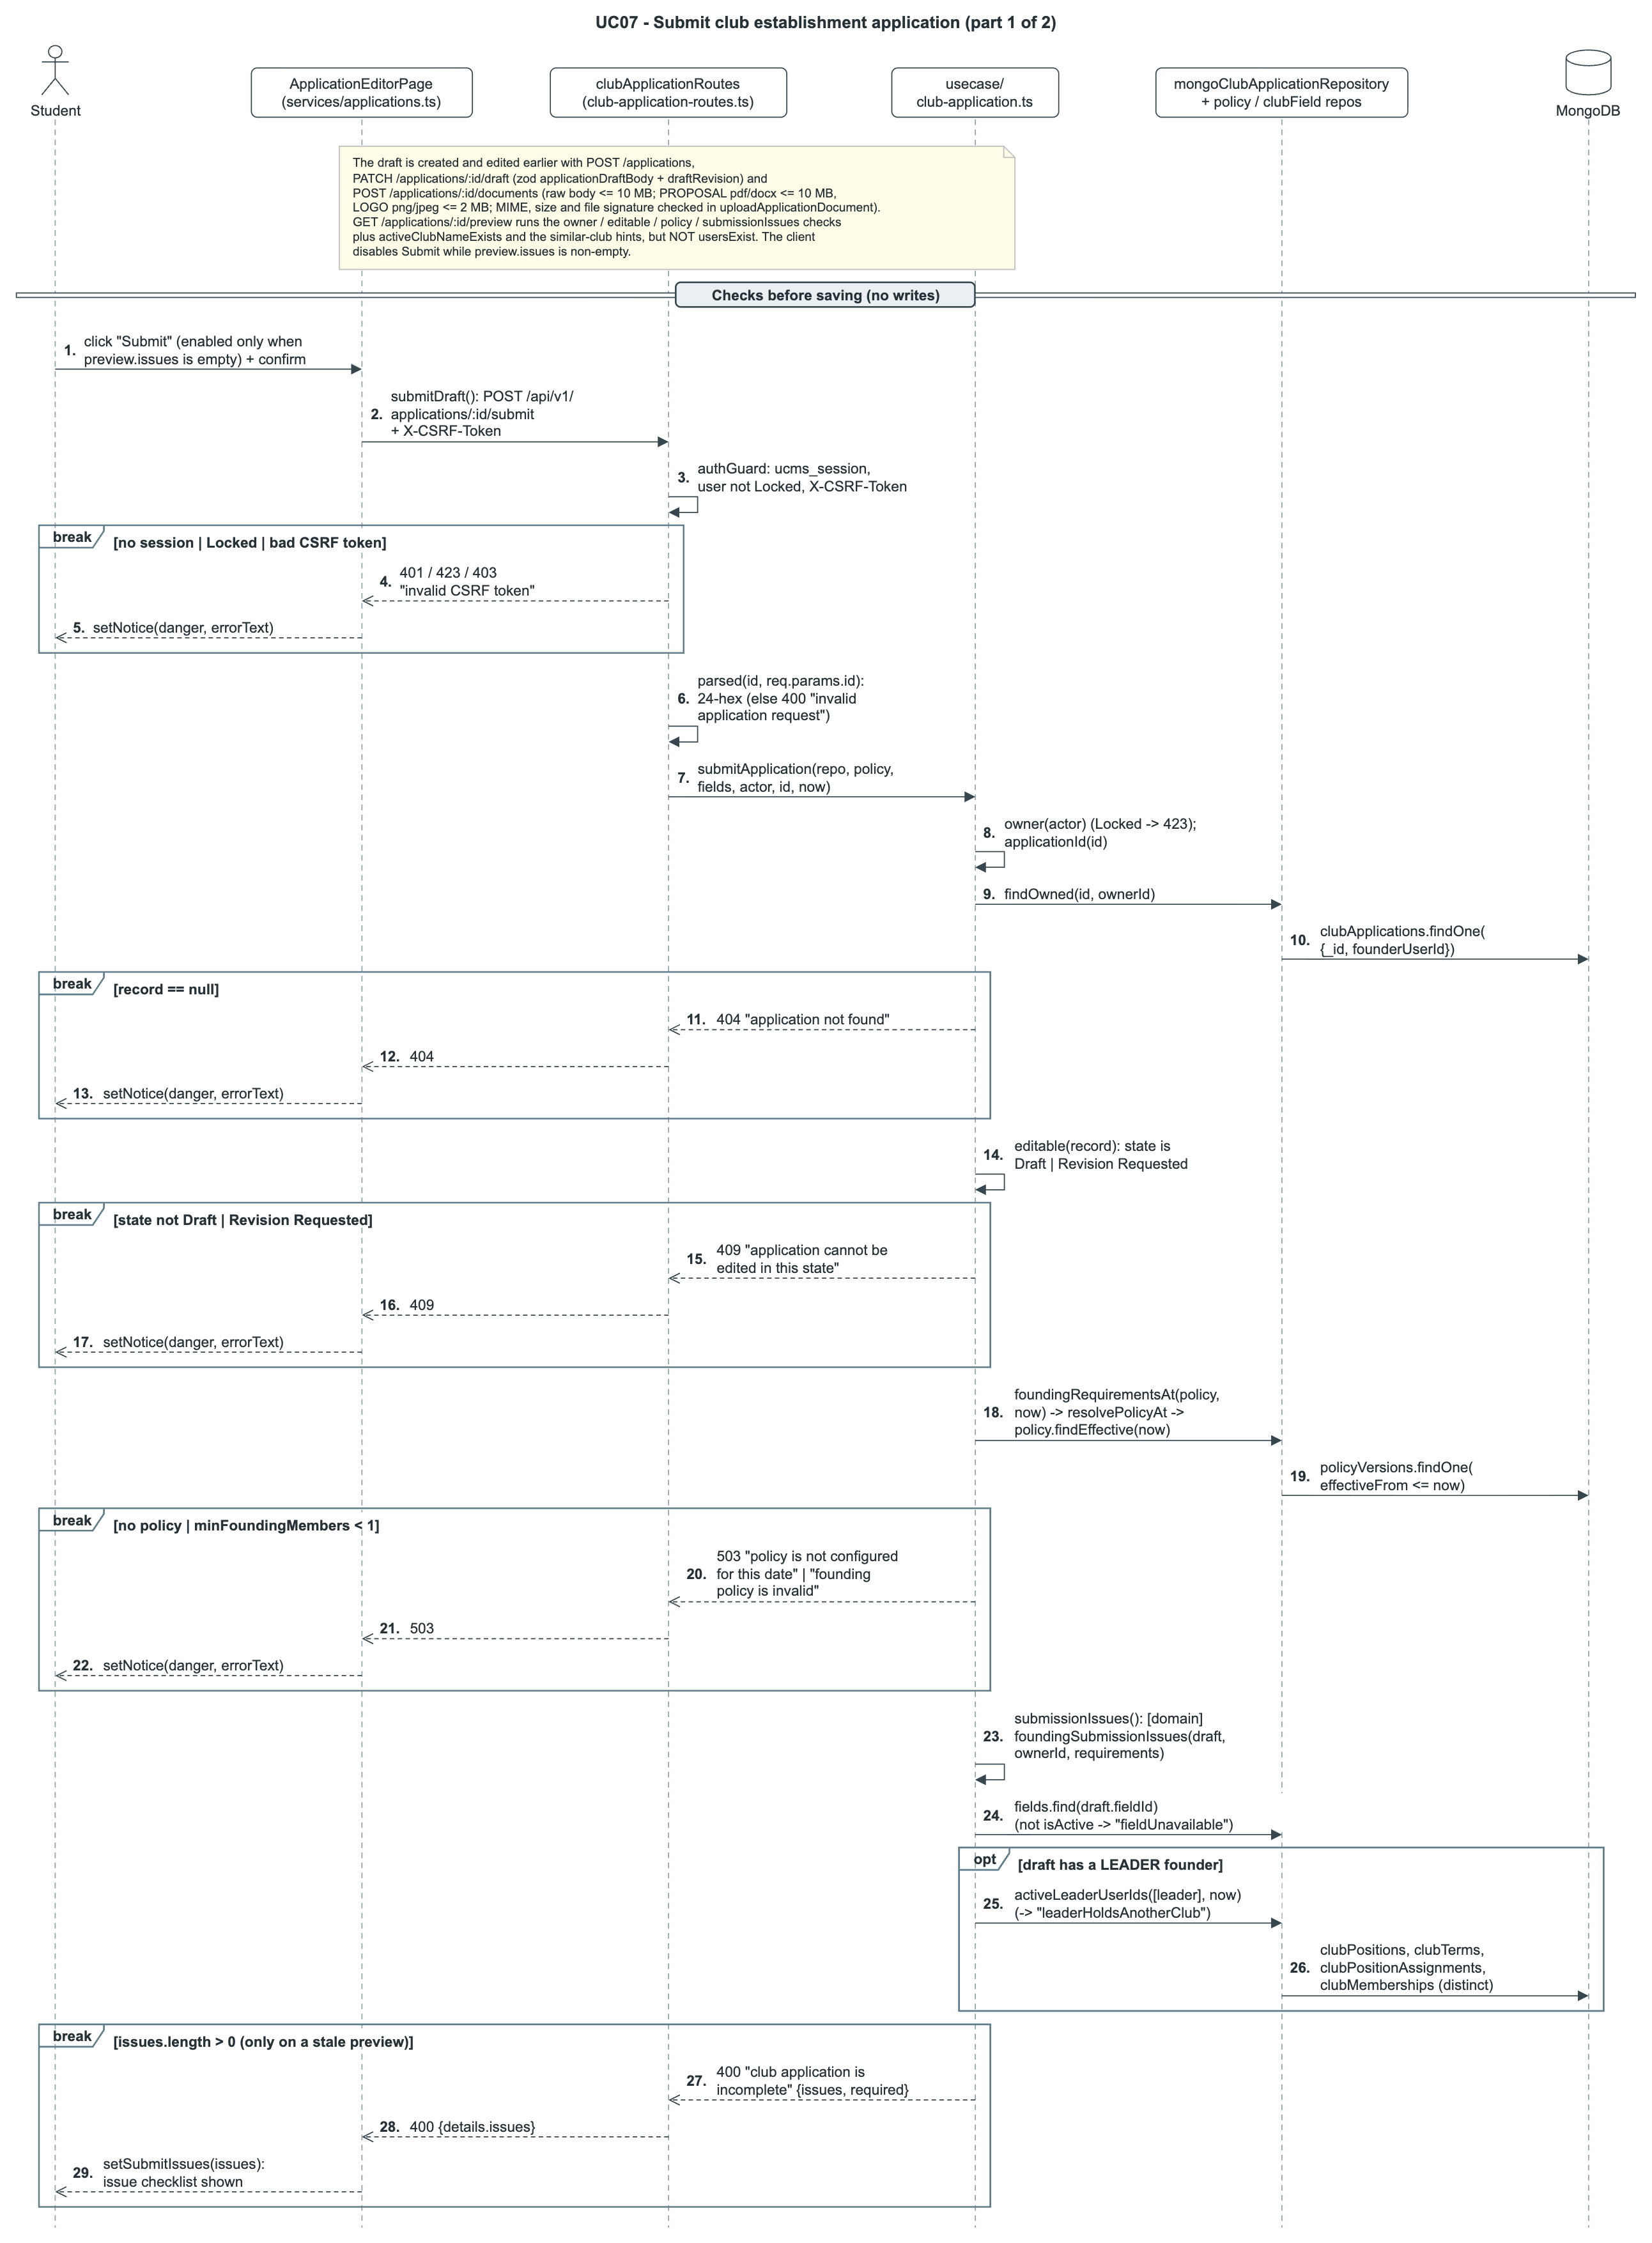 UC07 - Submit club establishment application (part 1 of 2)
Student
ApplicationEditorPage
(services/applications.ts)
clubApplicationRoutes
(club-application-routes.ts)
usecase/
club-application.ts
mongoClubApplicationRepository
+ policy / clubField repos
MongoDB
The draft is created and edited earlier with POST /applications,
PATCH /applications/:id/draft (zod applicationDraftBody + draftRevision) and
POST /applications/:id/documents (raw body <= 10 MB; PROPOSAL pdf/docx <= 10 MB,
LOGO png/jpeg <= 2 MB; MIME, size and file signature checked in uploadApplicationDocument).
GET /applications/:id/preview runs the owner / editable / policy / submissionIssues checks
plus activeClubNameExists and the similar-club hints, but NOT usersExist. The client
disables Submit while preview.issues is non-empty.
Checks before saving (no writes)
1. click "Submit" (enabled only when
preview.issues is empty) + confirm
2. submitDraft(): POST /api/v1/
applications/:id/submit
+ X-CSRF-Token
3. authGuard: ucms_session,
user not Locked, X-CSRF-Token
break [no session | Locked | bad CSRF token]
4. 401 / 423 / 403
"invalid CSRF token"
5. setNotice(danger, errorText)
6. parsed(id, req.params.id):
24-hex (else 400 "invalid
application request")
7. submitApplication(repo, policy,
fields, actor, id, now)
8. owner(actor) (Locked -> 423);
applicationId(id)
9. findOwned(id, ownerId)
10. clubApplications.findOne(
{_id, founderUserId})
break [record == null]
11. 404 "application not found"
12. 404
13. setNotice(danger, errorText)
14. editable(record): state is
Draft | Revision Requested
break [state not Draft | Revision Requested]
15. 409 "application cannot be
edited in this state"
16. 409
17. setNotice(danger, errorText)
18. foundingRequirementsAt(policy,
now) -> resolvePolicyAt ->
policy.findEffective(now)
19. policyVersions.findOne(
effectiveFrom <= now)
break [no policy | minFoundingMembers < 1]
20. 503 "policy is not configured
for this date" | "founding
policy is invalid"
21. 503
22. setNotice(danger, errorText)
23. submissionIssues(): [domain]
foundingSubmissionIssues(draft,
ownerId, requirements)
24. fields.find(draft.fieldId)
(not isActive -> "fieldUnavailable")
opt [draft has a LEADER founder]
25. activeLeaderUserIds([leader], now)
(-> "leaderHoldsAnotherClub")
26. clubPositions, clubTerms,
clubPositionAssignments,
clubMemberships (distinct)
break [issues.length > 0 (only on a stale preview)]
27. 400 "club application is
incomplete" {issues, required}
28. 400 {details.issues}
29. setSubmitIssues(issues):
issue checklist shown